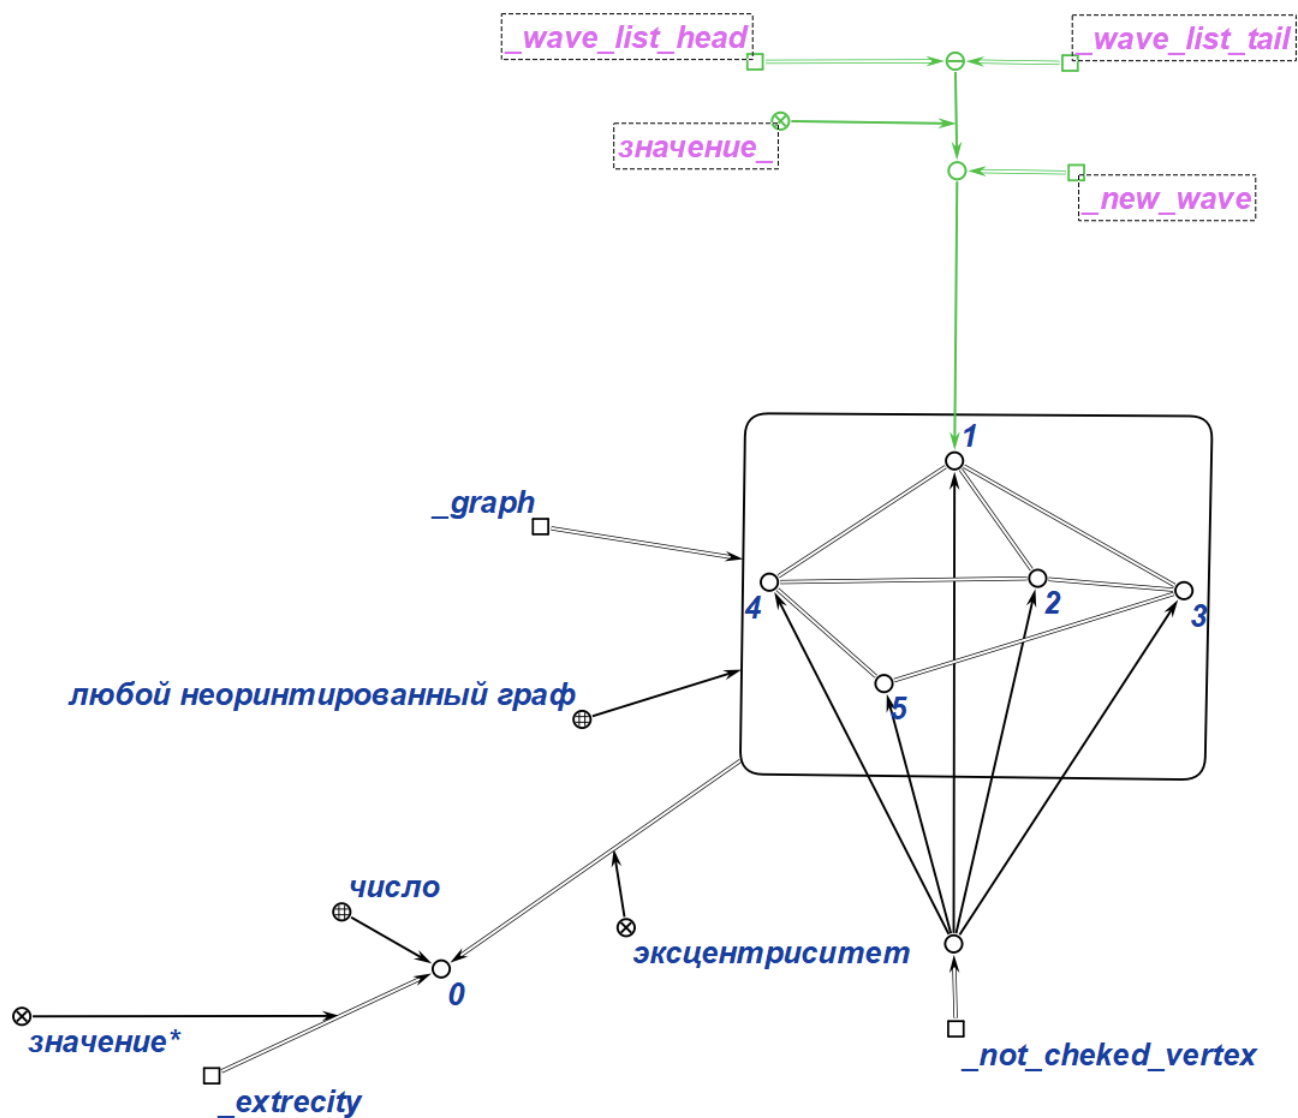 _wave_list_head
_wave_list_tail
значение_
_new_wave
1
_graph
4
2
3
любой неоринтированный граф
5
число
эксцентриситет
0
значение*
_not_cheked_vertex
_extrecity